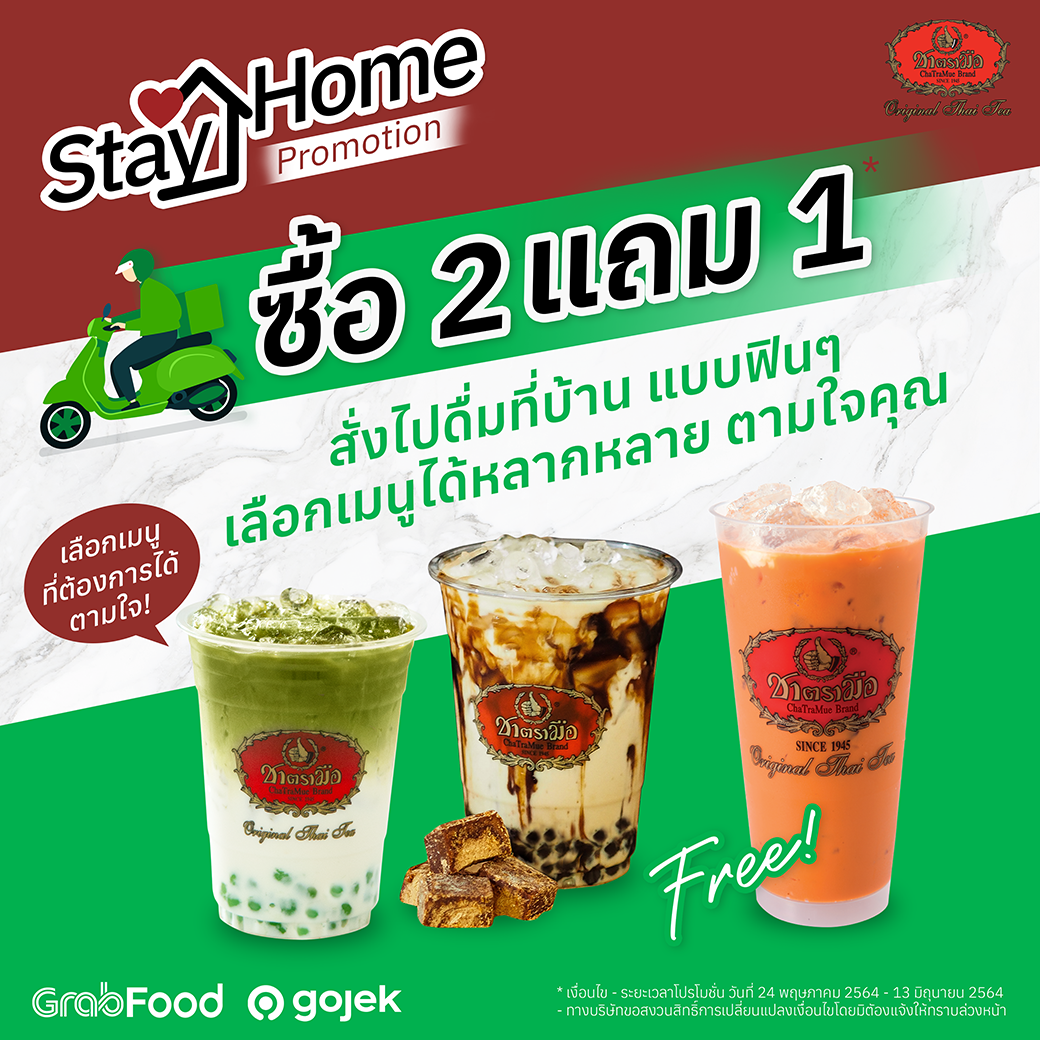 Stay Home
Promotion
ชาตรามือ
ChaTraMue Brand
SINCE 1945
Original Thai Tea
ซื้อ 2 แถม 1*
สั่งไปดื่มที่บ้าน แบบฟินๆ
เลือกเมนูได้หลากหลาย ตามใจคุณ
เลือกเมนู
ที่ต้องการได้
ตามใจ!
ชาตรามือ
ChaTraMue Brand
SINCE 1945
Original Thai Tea
ชาตรามือ
ChaTraMue Brand
SINCE 1945
ชาตรามือ
ChaTraMue Brand
SINCE 1945
Original Thai Tea
Free!
GrabFood gojek
* เงื่อนไข - ระยะเวลาโปรโมชั่น วันที่ 24 พฤษภาคม 2564 - 13 มิถุนายน 2564
- ทางบริษัทขอสงวนสิทธิ์การเปลี่ยนแปลงเงื่อนไขโดยมิต้องแจ้งให้ทราบล่วงหน้า